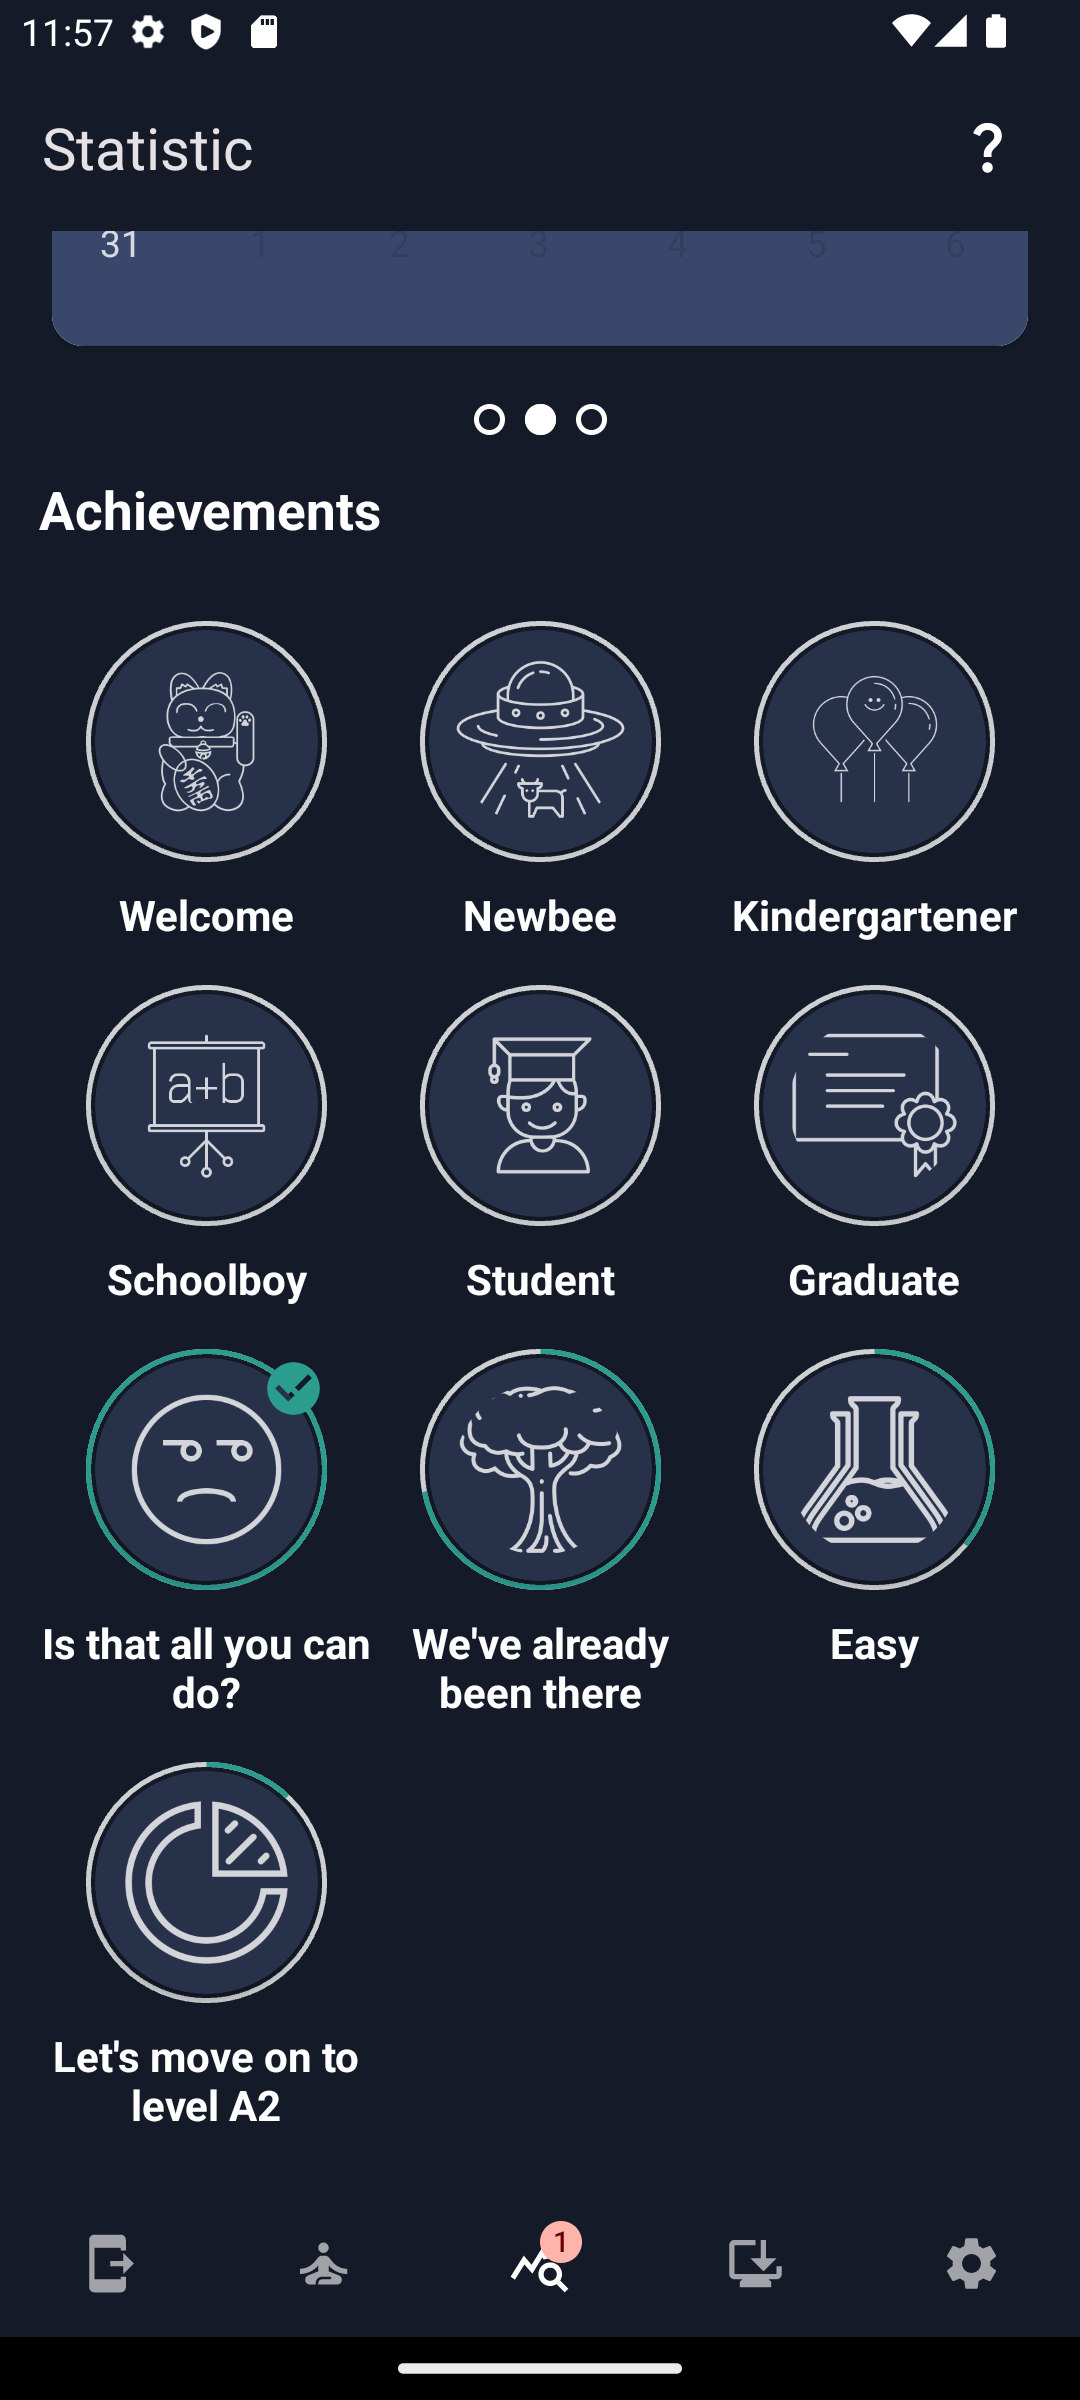 11:57
Statistic
?
31 1 2 3 4 5 6
Achievements
Welcome
Newbee
Kindergartener
a+b
Schoolboy
Student
Graduate
Is that all you can
do?
We've already
been there
Easy
Let's move on to
level A2
1